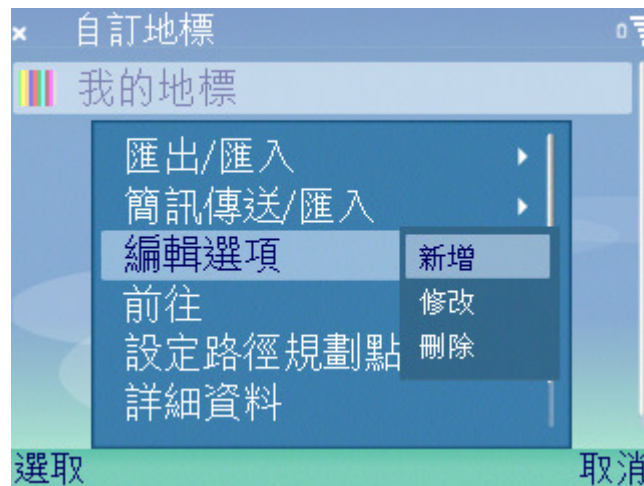 自訂地標
我的地標
匯出/匯入
簡訊傳送/匯入
編輯選項
新增
前往
修改
設定路徑規劃點
刪除
詳細資料
選取
取消